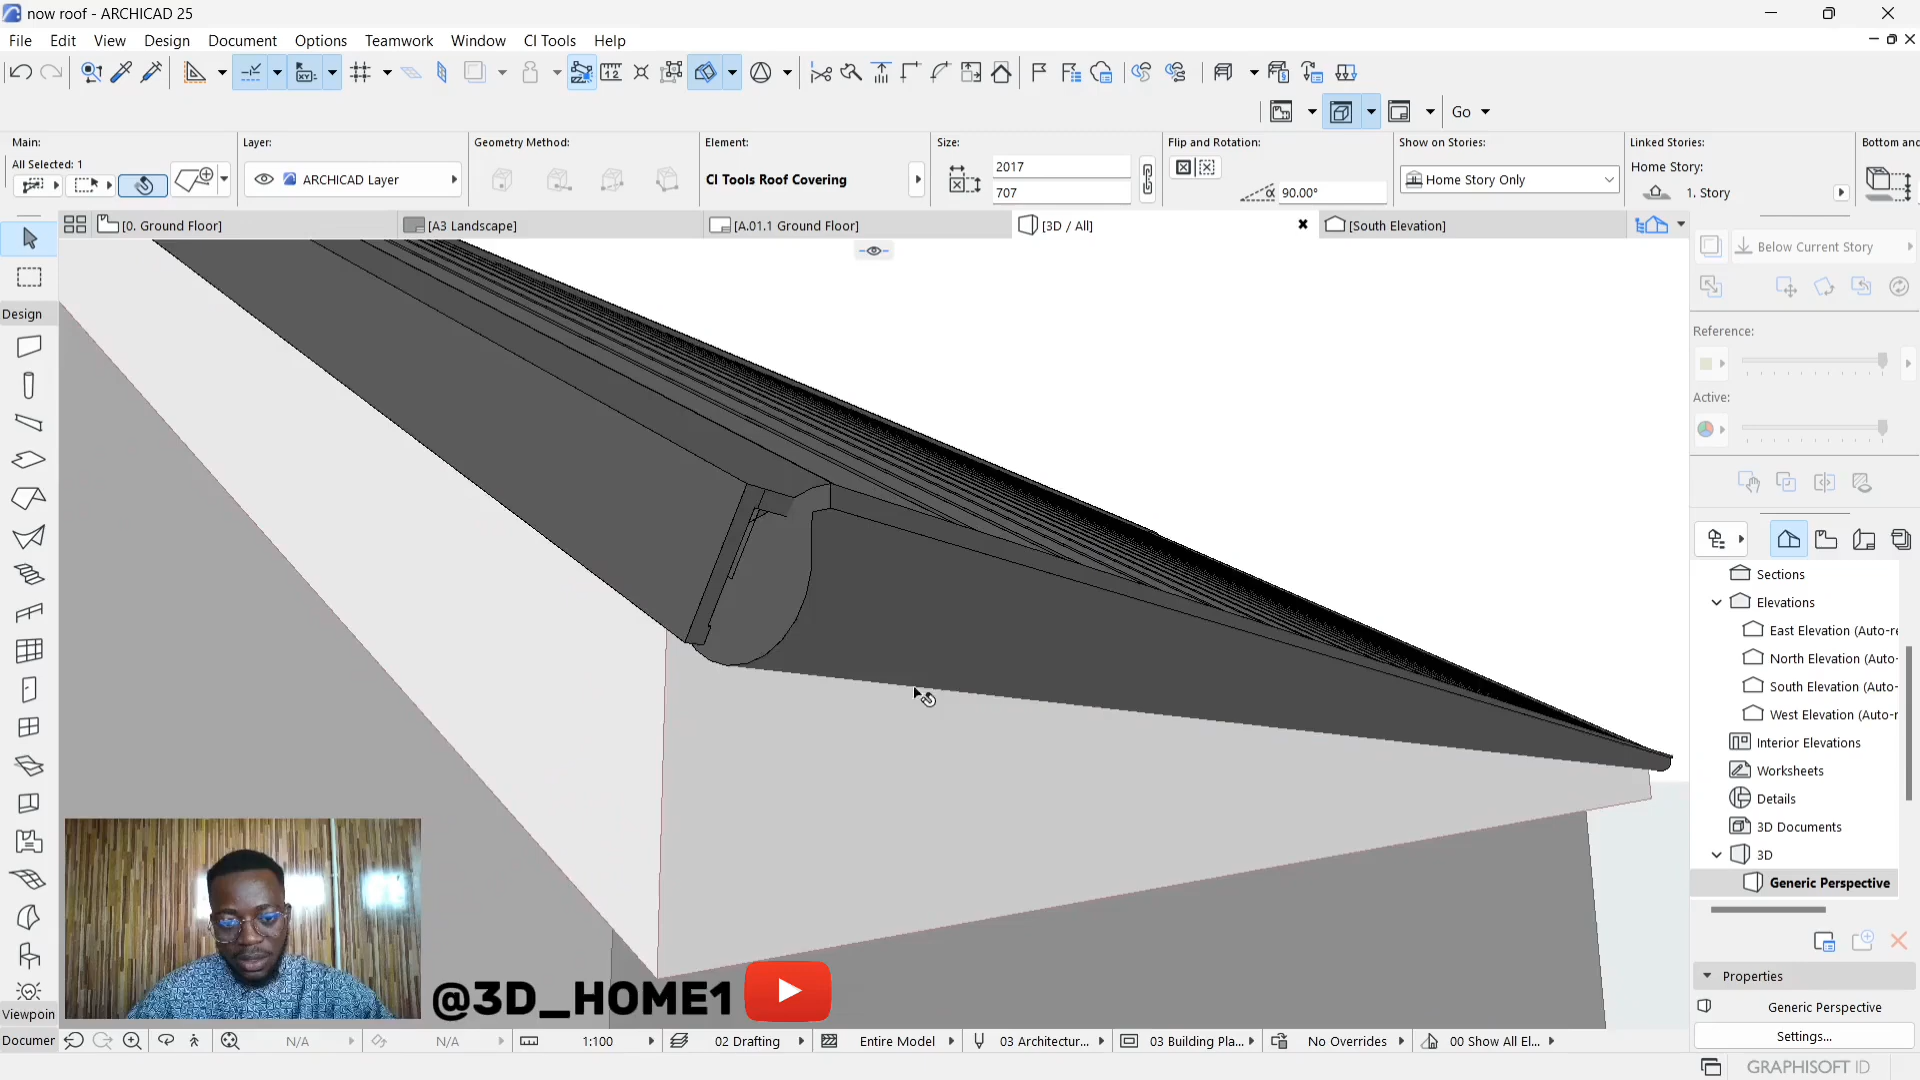 now roof - ARCHICAD 25
File Edit View Design Document Options Teamwork Window CI Tools Help
Go
Main:
All Selected: 1
Layer:
ARCHICAD Layer
Geometry Method:
Element:
CI Tools Roof Covering
Size:
2017
707
Flip and Rotation:
90.00°
Show on Stories:
Home Story Only
Linked Stories:
Home Story:
1. Story
Bottom and
[0. Ground Floor]
[A3 Landscape]
[A.01.1 Ground Floor]
[3D / All]
[South Elevation]
Design
Viewpoin
Documer
Below Current Story
Reference:
Active:
Sections
Elevations
East Elevation (Auto-re
North Elevation (Auto-
South Elevation (Auto-
West Elevation (Auto-r
Interior Elevations
Worksheets
Details
3D Documents
3D
Generic Perspective
Properties
Generic Perspective
Settings...
@3D_HOME1
N/A
N/A
1:100
02 Drafting
Entire Model
03 Architectur...
03 Building Pla...
No Overrides
00 Show All El...
GRAPHISOFT ID